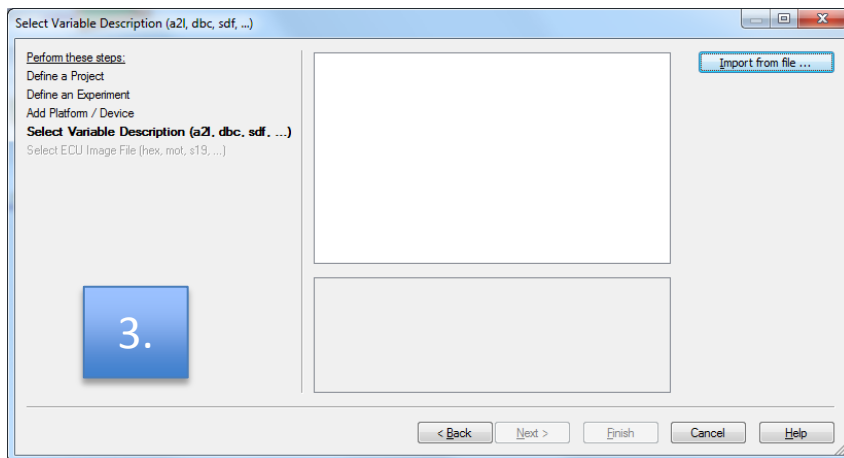 Select Variable Description (a2l, dbc, sdf, ...)
Perform these steps:
Define a Project
Define an Experiment
Add Platform / Device
Select Variable Description (a2l, dbc, sdf, ...)
Select ECU Image File (hex, mot, s19, ...)
Import from file ...
3.
< Back
Next >
Finish
Cancel
Help